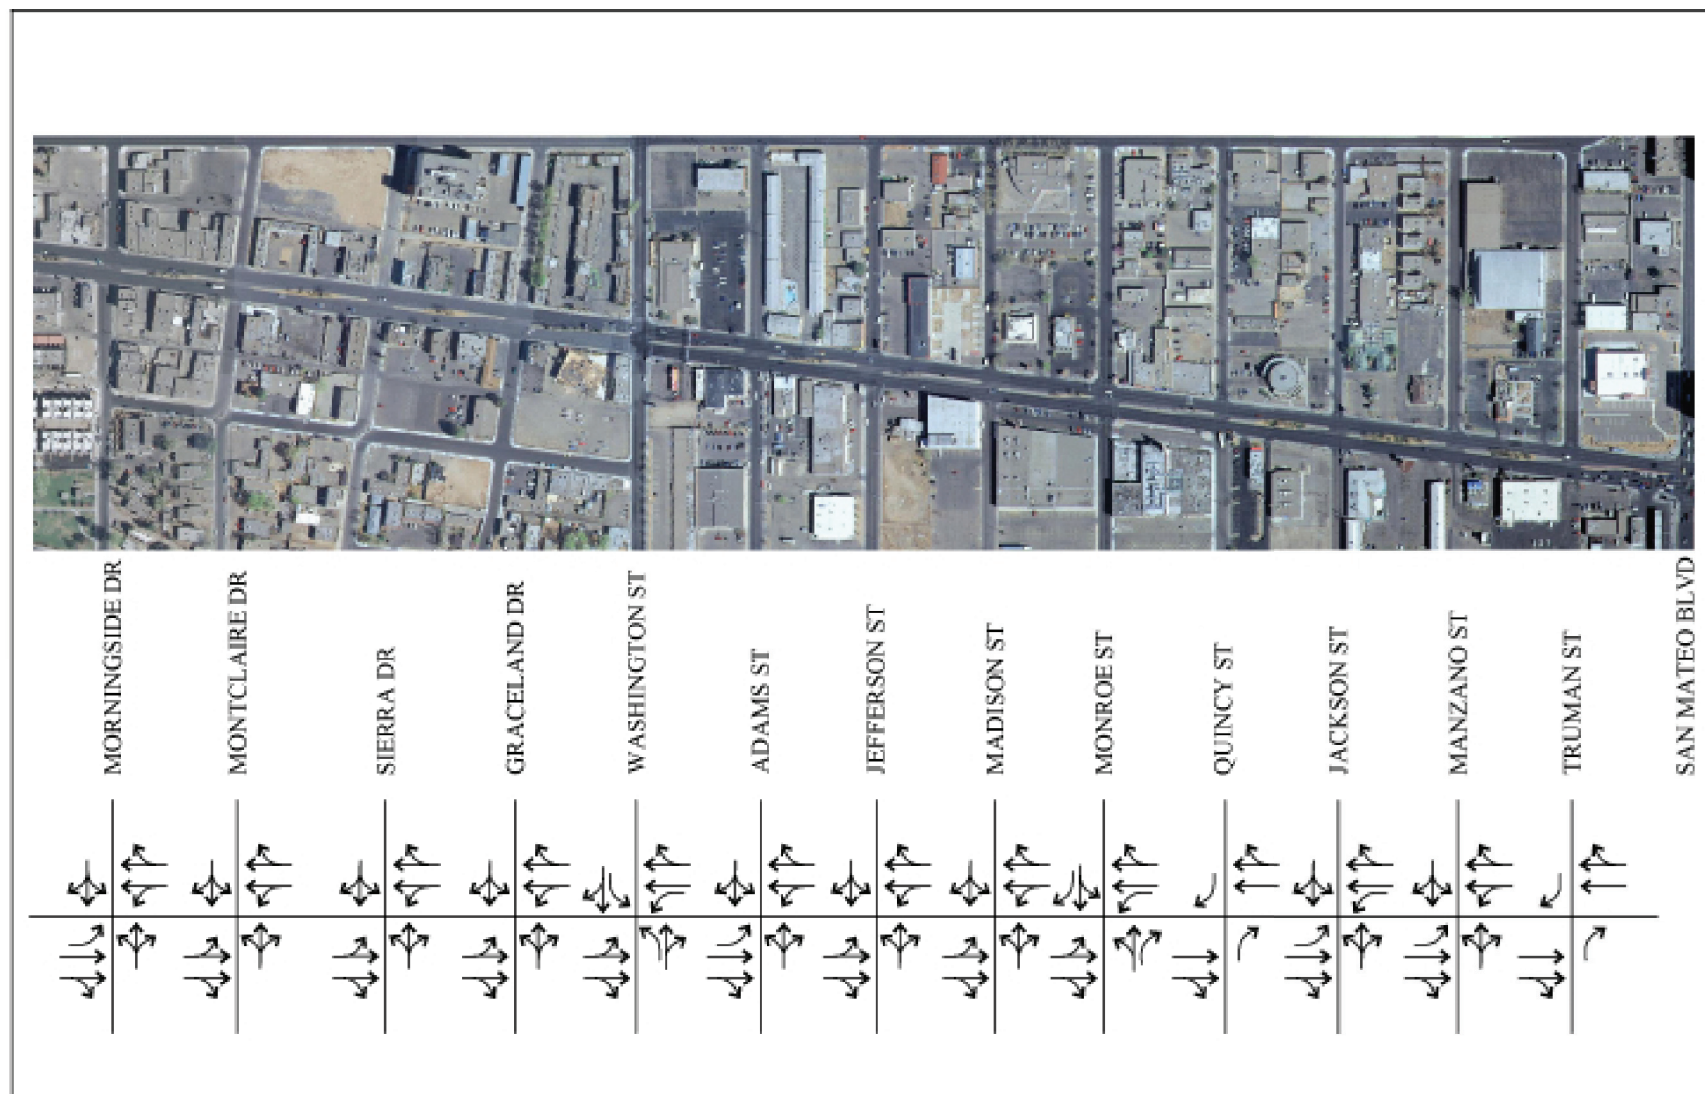 MORNINGSIDE DR
MONTCLAIRE DR
SIERRA DR
GRACELAND DR
WASHINGTON ST
ADAMS ST
JEFFERSON ST
MADISON ST
MONROE ST
QUINCY ST
JACKSON ST
MANZANO ST
TRUMAN ST
SAN MATEO BLVD